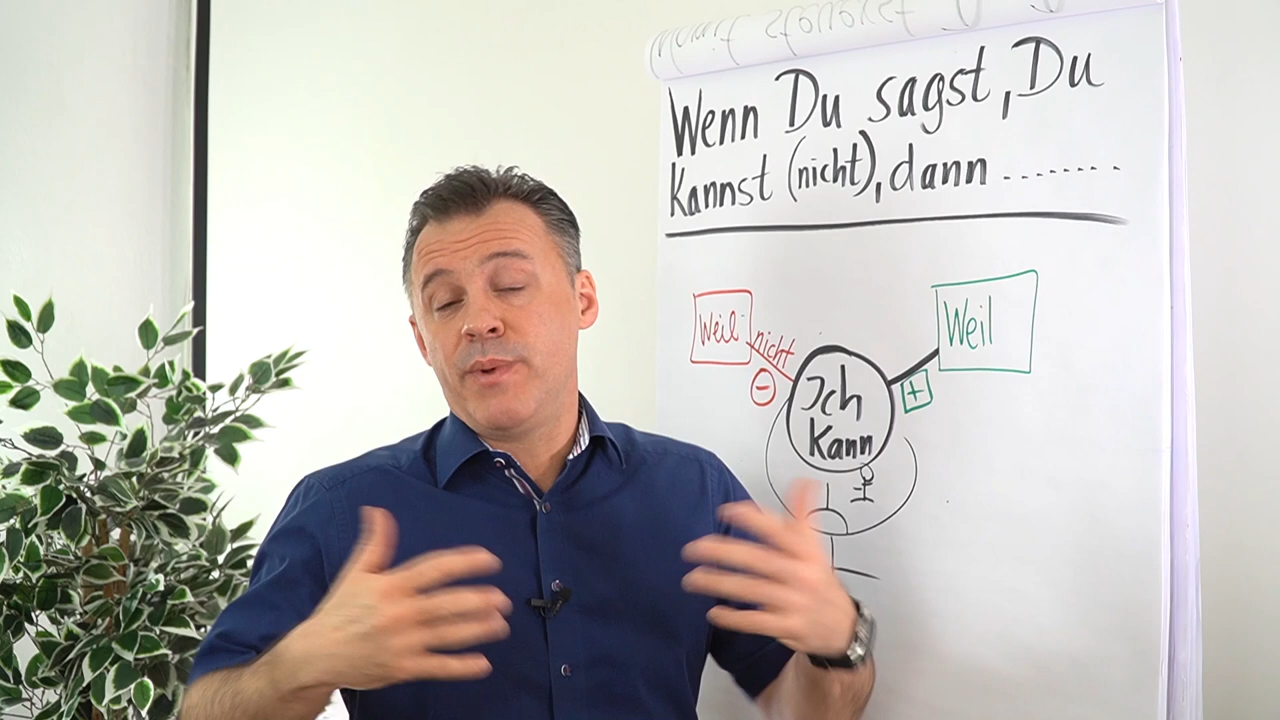 Wenn Du sagst, Du
Kannst (nicht), dann ........
Weil
nicht
Weil
-
+
Ich
Kann